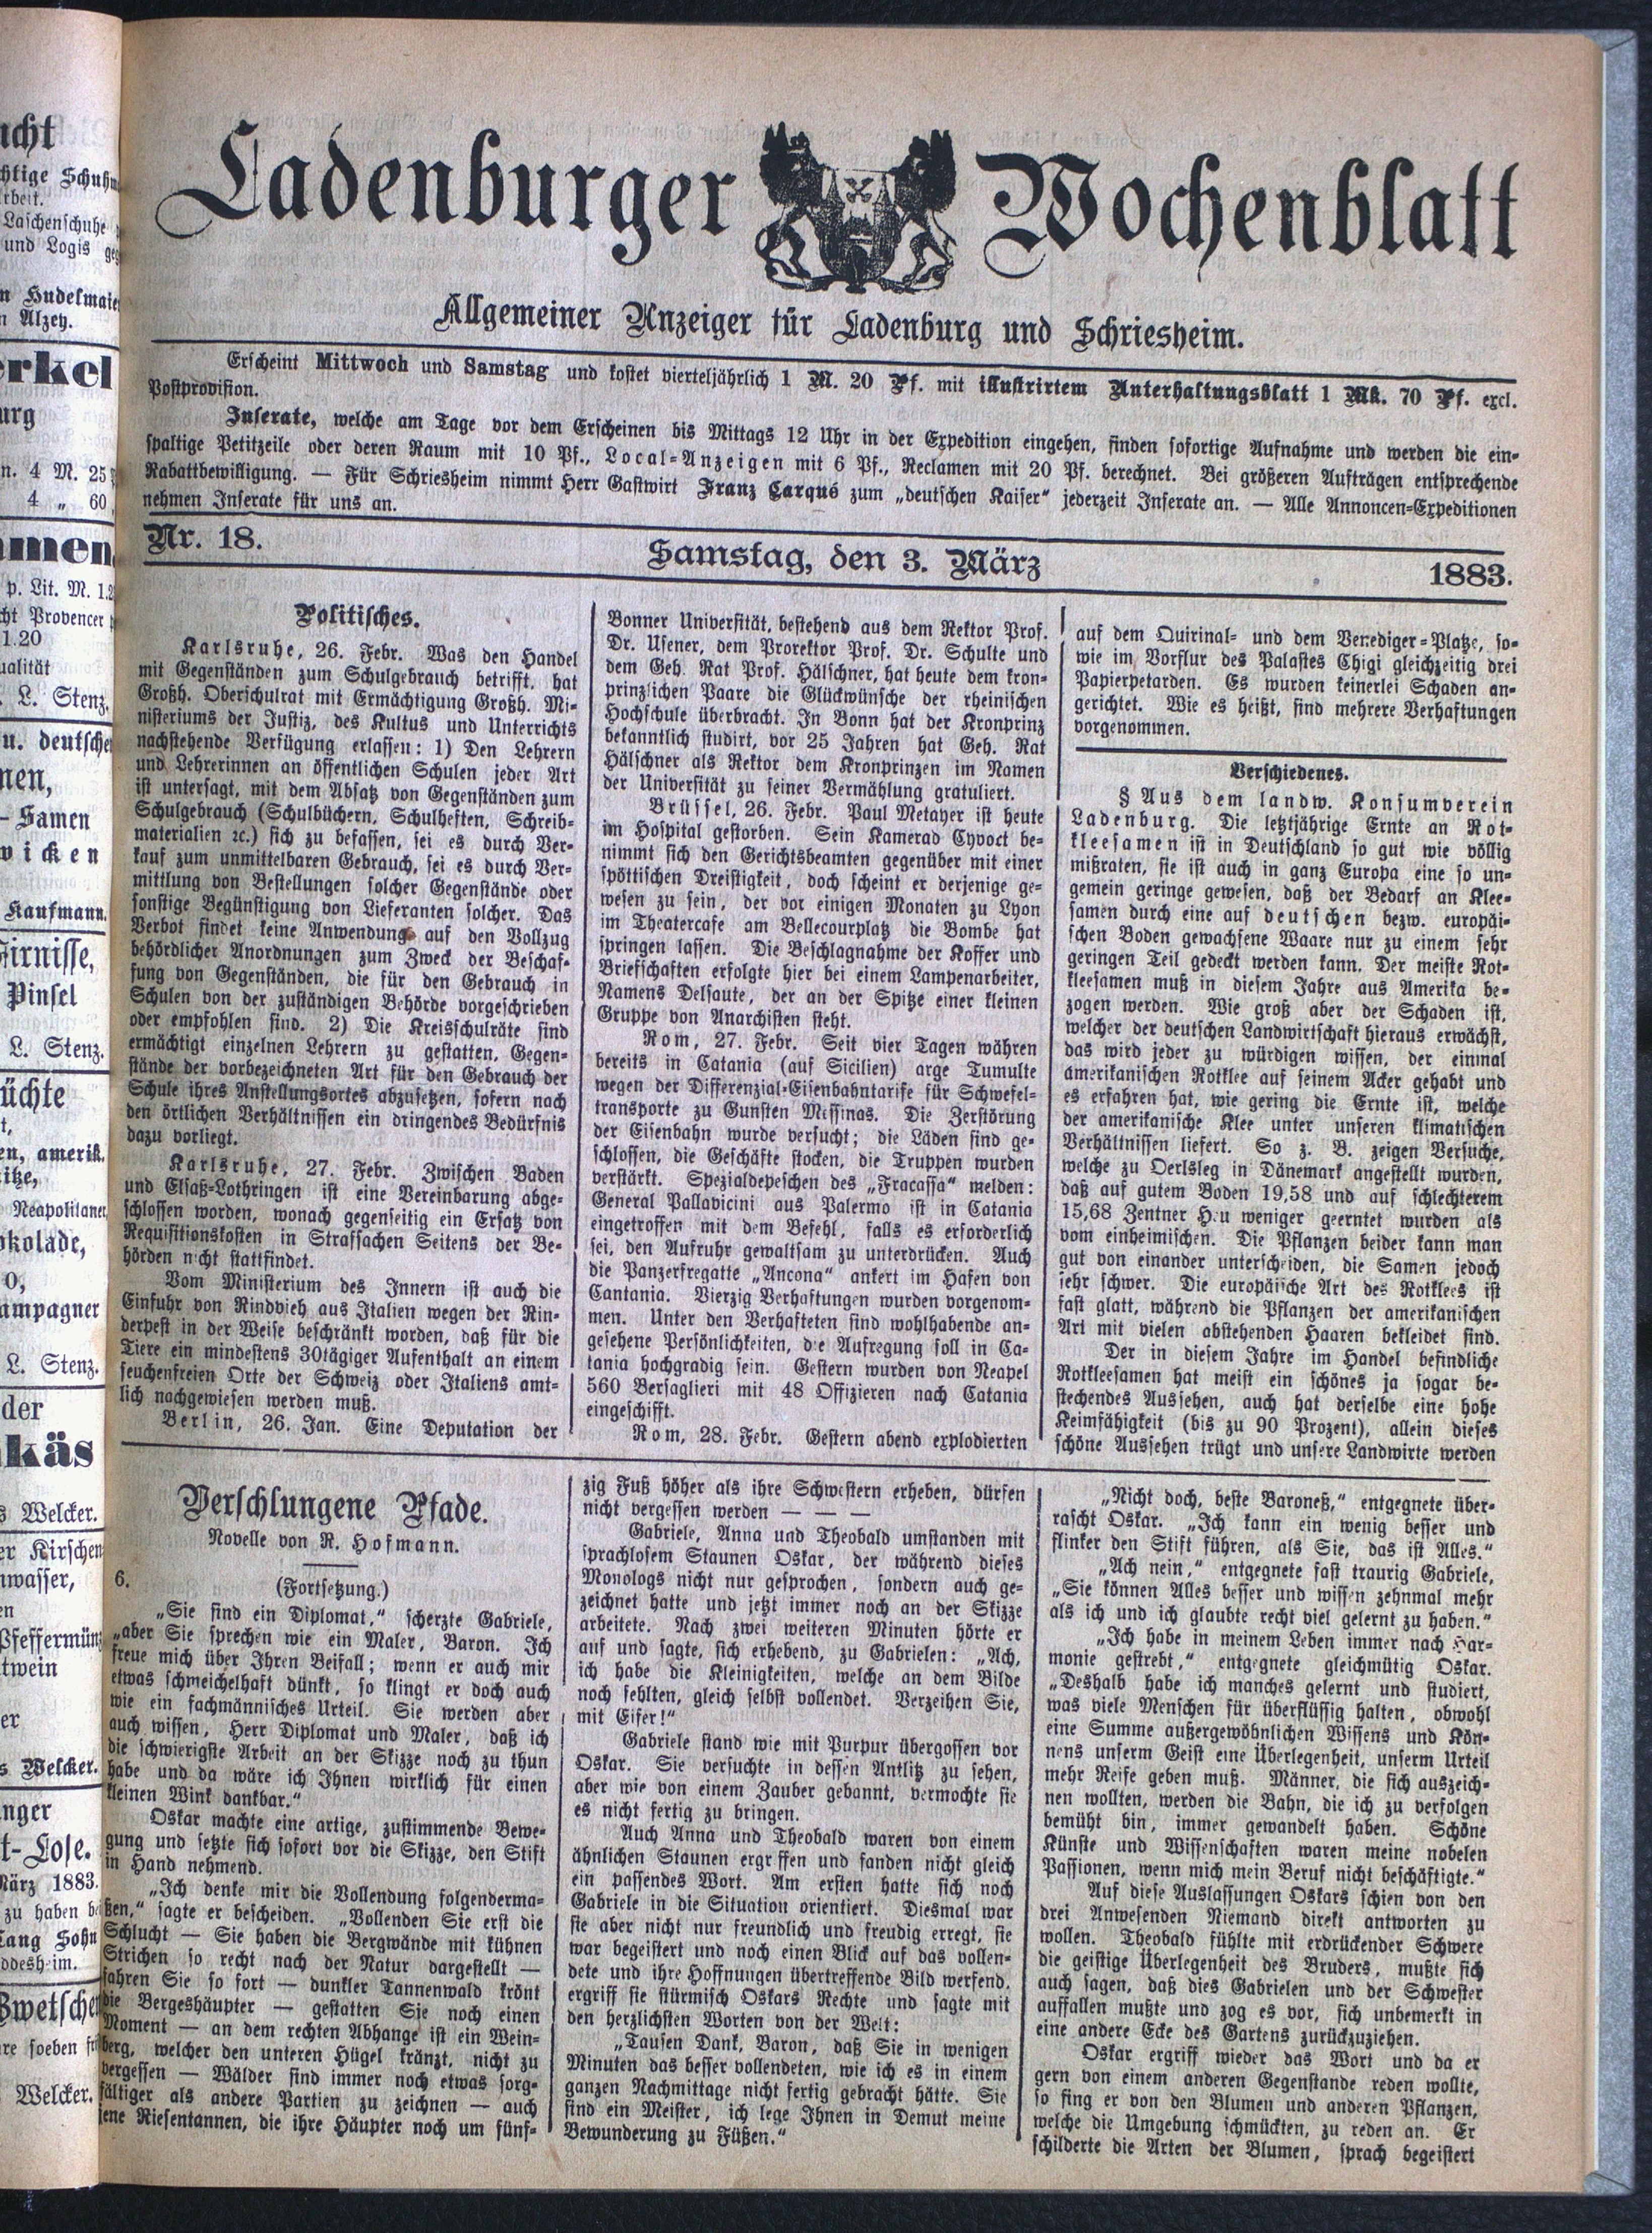 Ladenburger Wochenblatt
Allgemeiner Anzeiger für Ladenburg und Schriesheim.
Erscheint Mittwoch und Samstag und kostet vierteljährlich 1 M. 20 Pf. mit illustrirtem Unterhaltungsblatt 1 Mk. 70 Pf. excl.
Postprovision.
Inserate, welche am Tage vor dem Erscheinen bis Mittags 12 Uhr in der Expedition eingehen, finden sofortige Aufnahme und werden die ein-
spaltige Petitzeile oder deren Raum mit 10 Pf., Local-Anzeigen mit 6 Pf., Reclamen mit 20 Pf. berechnet. Bei größeren Aufträgen entsprechende
Rabattbewilligung. — Für Schriesheim nimmt Herr Gastwirt Franz Carqué zum „deutschen Kaiser" jederzeit Inserate an. — Alle Annoncen-Expeditionen
nehmen Inserate für uns an.
Nr. 18.
Samstag, den 3. März
1883.
Politisches.
Karlsruhe, 26. Febr. Was den Handel
mit Gegenständen zum Schulgebrauch betrifft, hat
Großh. Oberschulrat mit Ermächtigung Großh. Mi-
nisteriums der Justiz, des Kultus und Unterrichts
nachstehende Verfügung erlassen: 1) Den Lehrern
und Lehrerinnen an öffentlichen Schulen jeder Art
ist untersagt, mit dem Absatz von Gegenständen zum
Schulgebrauch (Schulbüchern, Schulheften, Schreib-
materialien ꝛc.) sich zu befassen, sei es durch Ver-
kauf zum unmittelbaren Gebrauch, sei es durch Ver-
mittlung von Bestellungen solcher Gegenstände oder
sonstige Begünstigung von Lieferanten solcher. Das
Verbot findet keine Anwendung auf den Vollzug
behördlicher Anordnungen zum Zweck der Beschaf-
fung von Gegenständen, die für den Gebrauch in
Schulen von der zuständigen Behörde vorgeschrieben
oder empfohlen sind. 2) Die Kreisschulräte sind
ermächtigt einzelnen Lehrern zu gestatten, Gegen-
stände der vorbezeichneten Art für den Gebrauch der
Schule ihres Anstellungsortes abzusetzen, sofern nach
den örtlichen Verhältnissen ein dringendes Bedürfnis
dazu vorliegt.
Karlsruhe, 27. Febr. Zwischen Baden
und Elsaß-Lothringen ist eine Vereinbarung abge-
schlossen worden, wonach gegenseitig ein Ersatz von
Requisitionskosten in Strafsachen Seitens der Be-
hörden nicht stattfindet.
Vom Ministerium des Innern ist auch die
Einfuhr von Rindvieh aus Italien wegen der Rin-
derpest in der Weise beschränkt worden, daß für die
Tiere ein mindestens 30tägiger Aufenthalt an einem
seuchenfreien Orte der Schweiz oder Italiens amt-
lich nachgewiesen werden muß.
Berlin, 26. Jan. Eine Deputation der
Bonner Universität, bestehend aus dem Rektor Prof.
Dr. Usener, dem Prorektor Prof. Dr. Schulte und
dem Geh. Rat Prof. Hälschner, hat heute dem kron-
prinzlichen Paare die Glückwünsche der rheinischen
Hochschule überbracht. In Bonn hat der Kronprinz
bekanntlich studirt, vor 25 Jahren hat Geh. Rat
Hälschner als Rektor dem Kronprinzen im Namen
der Universität zu seiner Vermählung gratuliert.
Brüssel, 26. Febr. Paul Metayer ist heute
im Hospital gestorben. Sein Kamerad Cyvoct be-
nimmt sich den Gerichtsbeamten gegenüber mit einer
spöttischen Dreistigkeit, doch scheint er derjenige ge-
wesen zu sein, der vor einigen Monaten zu Lyon
im Theatercafe am Bellecourplatz die Bombe hat
springen lassen. Die Beschlagnahme der Koffer und
Briefschaften erfolgte hier bei einem Lampenarbeiter,
Namens Delsaute, der an der Spitze einer kleinen
Gruppe von Anarchisten steht.
Rom, 27. Febr. Seit vier Tagen währen
bereits in Catania (auf Sicilien) arge Tumulte
wegen der Differenzial-Eisenbahntarife für Schwefel-
transporte zu Gunsten Messinas. Die Zerstörung
der Eisenbahn wurde versucht; die Läden sind ge-
schlossen, die Geschäfte stocken, die Truppen wurden
verstärkt. Spezialdepeschen des „Fracassa" melden:
General Pallavicini aus Palermo ist in Catania
eingetroffen mit dem Befehl, falls es erforderlich
sei, den Aufruhr gewaltsam zu unterdrücken. Auch
die Panzerfregatte „Ancona" ankert im Hafen von
Cantania. Vierzig Verhaftungen wurden vorgenom-
men. Unter den Verhafteten sind wohlhabende an-
gesehene Persönlichkeiten, die Aufregung soll in Ca-
tania hochgradig sein. Gestern wurden von Neapel
560 Bersaglieri mit 48 Offizieren nach Catania
eingeschifft.
Rom, 28. Febr. Gestern abend explodierten
auf dem Quirinal- und dem Venediger-Platze, so-
wie im Vorflur des Palastes Chigi gleichzeitig drei
Papierpetarden. Es wurden keinerlei Schaden an-
gerichtet. Wie es heißt, sind mehrere Verhaftungen
vorgenommen.
Verschiedenes.
§ Aus dem landw. Konsumverein
Ladenburg. Die letztjährige Ernte an Rot-
kleesamen ist in Deutschland so gut wie völlig
mißraten, sie ist auch in ganz Europa eine so un-
gemein geringe gewesen, daß der Bedarf an Klee-
samen durch eine auf deutschen bezw. europäi-
schen Boden gewachsene Waare nur zu einem sehr
geringen Teil gedeckt werden kann. Der meiste Rot-
kleesamen muß in diesem Jahre aus Amerika be-
zogen werden. Wie groß aber der Schaden ist,
welcher der deutschen Landwirtschaft hieraus erwächst,
das wird jeder zu würdigen wissen, der einmal
amerikanischen Rotklee auf seinem Acker gehabt und
es erfahren hat, wie gering die Ernte ist, welche
der amerikanische Klee unter unseren klimatischen
Verhältnissen liefert. So z. B. zeigen Versuche,
welche zu Oerlsleg in Dänemark angestellt wurden,
daß auf gutem Boden 19,58 und auf schlechterem
15,68 Zentner Heu weniger geerntet wurden als
vom einheimischen. Die Pflanzen beider kann man
gut von einander unterscheiden, die Samen jedoch
sehr schwer. Die europäische Art des Rotklees ist
fast glatt, während die Pflanzen der amerikanischen
Art mit vielen abstehenden Haaren bekleidet sind.
Der in diesem Jahre im Handel befindliche
Rotkleesamen hat meist ein schönes ja sogar be-
stechendes Aussehen, auch hat derselbe eine hohe
Keimfähigkeit (bis zu 90 Prozent), allein dieses
schöne Aussehen trügt und unsere Landwirte werden
Verschlungene Pfade.
Novelle von R. Hofmann.
6.
(Fortsetzung.)
„Sie sind ein Diplomat," scherzte Gabriele,
„aber Sie sprechen wie ein Maler, Baron. Ich
freue mich über Ihren Beifall; wenn er auch mir
etwas schmeichelhaft dünkt, so klingt er doch auch
wie ein fachmännisches Urteil. Sie werden aber
auch wissen, Herr Diplomat und Maler, daß ich
die schwierigste Arbeit an der Skizze noch zu thun
habe und da wäre ich Ihnen wirklich für einen
kleinen Wink dankbar."
Oskar machte eine artige, zustimmende Bewe-
gung und setzte sich sofort vor die Skizze, den Stift
in Hand nehmend.
„Ich denke mir die Vollendung folgenderma-
ßen," sagte er bescheiden. „Vollenden Sie erst die
Schlucht — Sie haben die Bergwände mit kühnen
Strichen so recht nach der Natur dargestellt —
fahren Sie so fort — dunkler Tannenwald krönt
die Bergeshäupter — gestatten Sie noch einen
Moment — an dem rechten Abhange ist ein Wein-
berg, welcher den unteren Hügel kränzt, nicht zu
vergessen — Wälder sind immer noch etwas sorg-
fältiger als andere Partien zu zeichnen — auch
jene Riesentannen, die ihre Häupter noch um fünf-
zig Fuß höher als ihre Schwestern erheben, dürfen
nicht vergessen werden — — —
Gabriele, Anna und Theobald umstanden mit
sprachlosem Staunen Oskar, der während dieses
Monologs nicht nur gesprochen, sondern auch ge-
zeichnet hatte und jetzt immer noch an der Skizze
arbeitete. Nach zwei weiteren Minuten hörte er
auf und sagte, sich erhebend, zu Gabrielen: „Ach,
ich habe die Kleinigkeiten, welche an dem Bilde
noch fehlten, gleich selbst vollendet. Verzeihen Sie,
mit Eifer!"
Gabriele stand wie mit Purpur übergossen vor
Oskar. Sie versuchte in dessen Antlitz zu sehen,
aber wie von einem Zauber gebannt, vermochte sie
es nicht fertig zu bringen.
Auch Anna und Theobald waren von einem
ähnlichen Staunen ergriffen und fanden nicht gleich
ein passendes Wort. Am ersten hatte sich noch
Gabriele in die Situation orientiert. Diesmal war
sie aber nicht nur freundlich und freudig erregt, sie
war begeistert und noch einen Blick auf das vollen-
dete und ihre Hoffnungen übertreffende Bild werfend,
ergriff sie stürmisch Oskars Rechte und sagte mit
den herzlichsten Worten von der Welt:
„Tausen Dank, Baron, daß Sie in wenigen
Minuten das besser vollendeten, wie ich es in einem
ganzen Nachmittage nicht fertig gebracht hätte. Sie
sind ein Meister, ich lege Ihnen in Demut meine
Bewunderung zu Füßen."
„Nicht doch, beste Baroneß," entgegnete über-
rascht Oskar. „Ich kann ein wenig besser und
flinker den Stift führen, als Sie, das ist Alles."
„Ach nein," entgegnete fast traurig Gabriele,
„Sie können Alles besser und wissen zehnmal mehr
als ich und ich glaubte recht viel gelernt zu haben."
„Ich habe in meinem Leben immer nach Har-
monie gestrebt," entgegnete gleichmütig Oskar.
„Deshalb habe ich manches gelernt und studiert,
was viele Menschen für überflüssig halten, obwohl
eine Summe außergewöhnlichen Wissens und Kön-
nens unserm Geist eine Überlegenheit, unserm Urteil
mehr Reife geben muß. Männer, die sich auszeich-
nen wollten, werden die Bahn, die ich zu verfolgen
bemüht bin, immer gewandelt haben. Schöne
Künste und Wissenschaften waren meine nobelen
Passionen, wenn mich mein Beruf nicht beschäftigte."
Auf diese Auslassungen Oskars schien von den
drei Anwesenden Niemand direkt antworten zu
wollen. Theobald fühlte mit erdrückender Schwere
die geistige Überlegenheit des Bruders, mußte sich
auch sagen, daß dies Gabrielen und der Schwester
auffallen mußte und zog es vor, sich unbemerkt in
eine andere Ecke des Gartens zurückzuziehen.
Oskar ergriff wieder das Wort und da er
gern von einem anderen Gegenstande reden wollte,
so fing er von den Blumen und anderen Pflanzen,
welche die Umgebung schmückten, zu reden an. Er
schilderte die Arten der Blumen, sprach begeistert